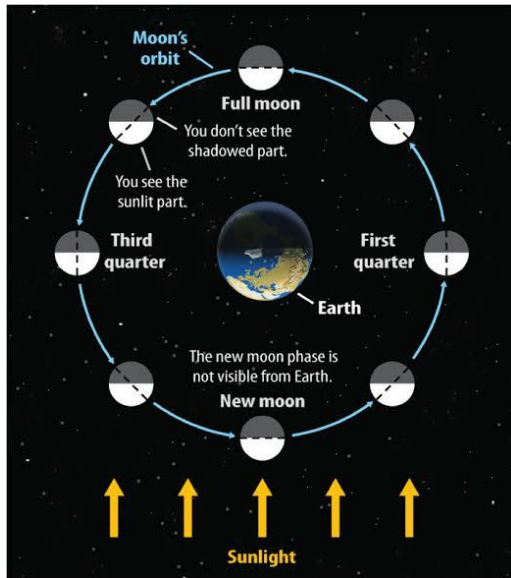 Moon's
orbit
Full moon
You don't see the
shadowed part.
You see the
sunlit part.
Third
quarter
First
quarter
Earth
The new moon phase is
not visible from Earth.
New moon
Sunlight